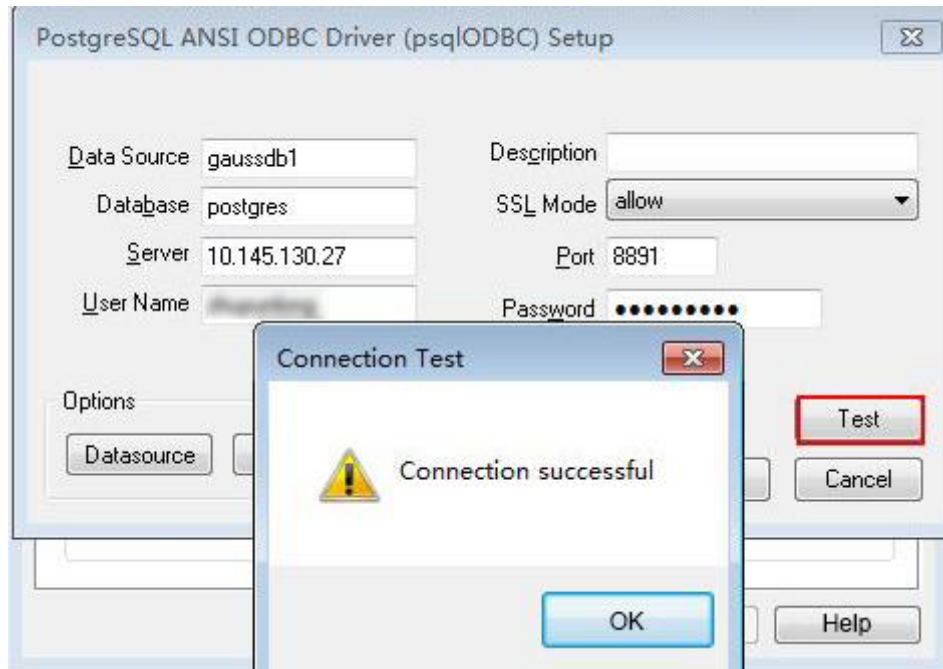 PostgreSQL ANSI ODBC Driver (psqlODBC) Setup
Data Source gaussdb1 Description
Database postgres SSL Mode allow
Server 10.145.130.27 Port 8891
User Name Password •••••••••
Connection Test
Options
Test
Datasource
Connection successful
Cancel
OK
Help